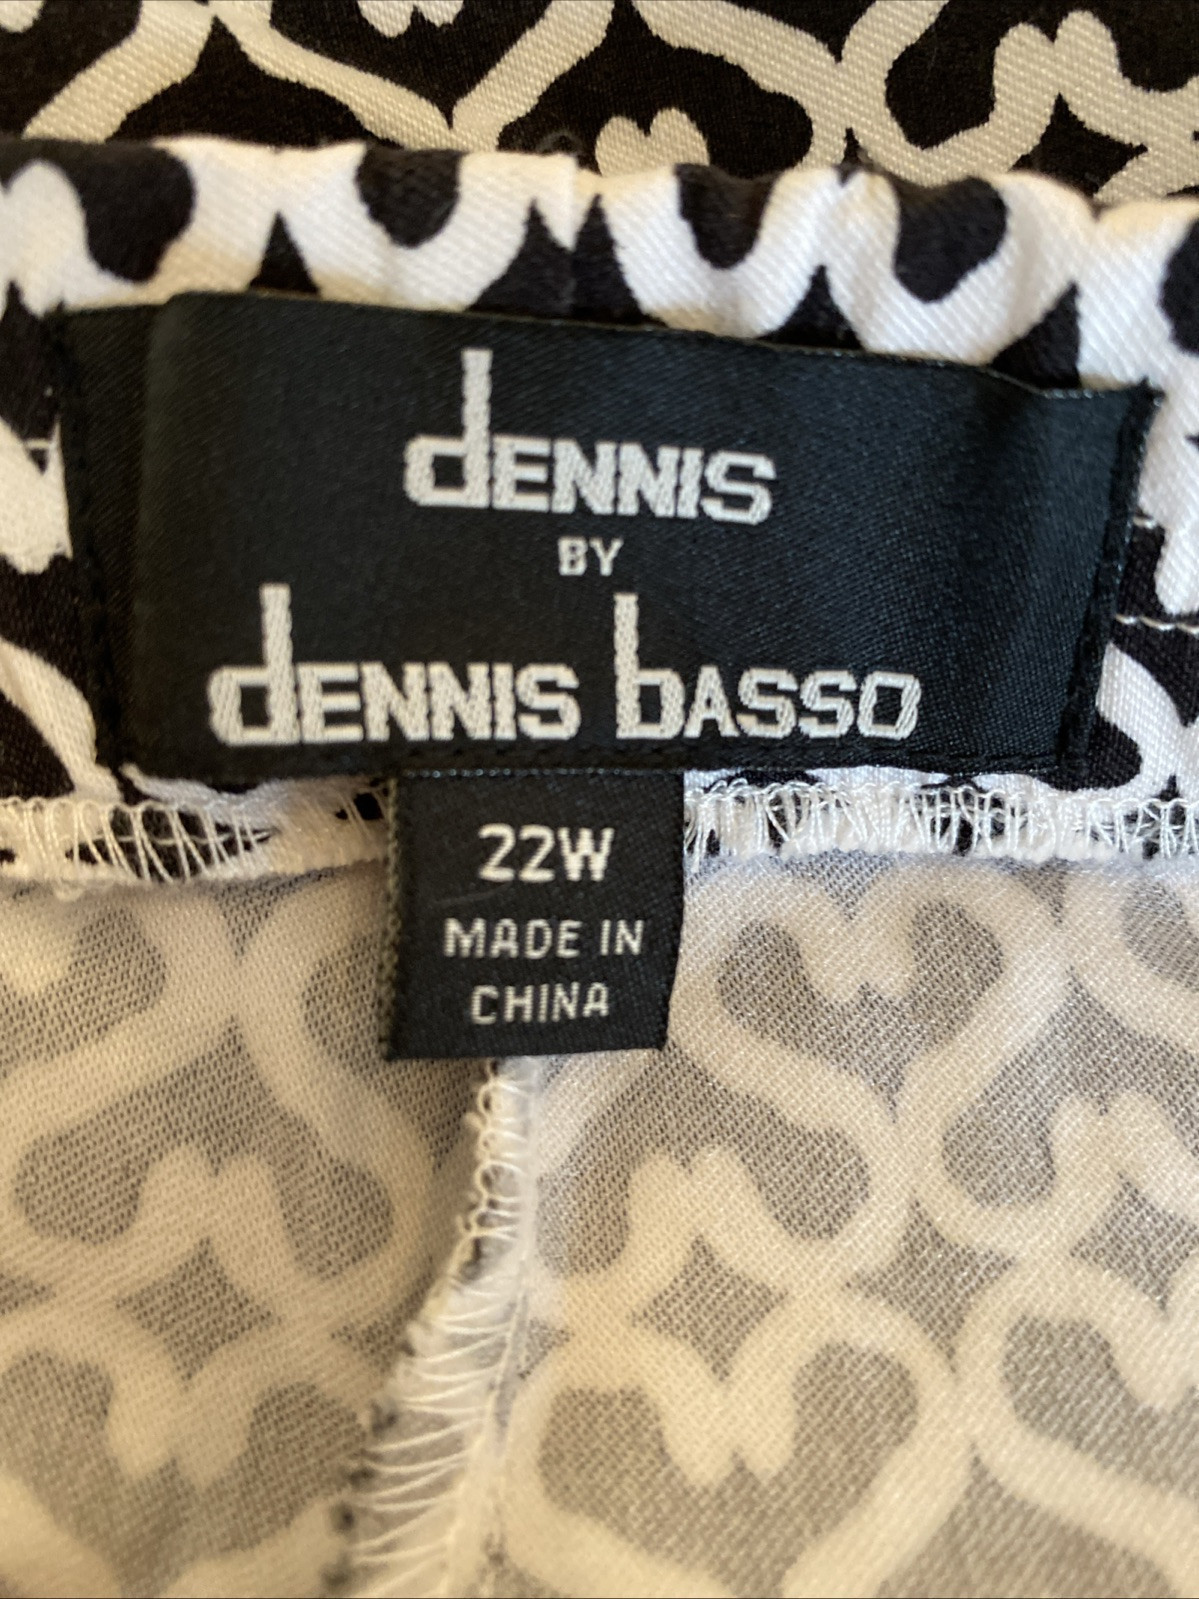 dENNIS
BY
dENNIS bASSO
22W
MADE IN
CHINA